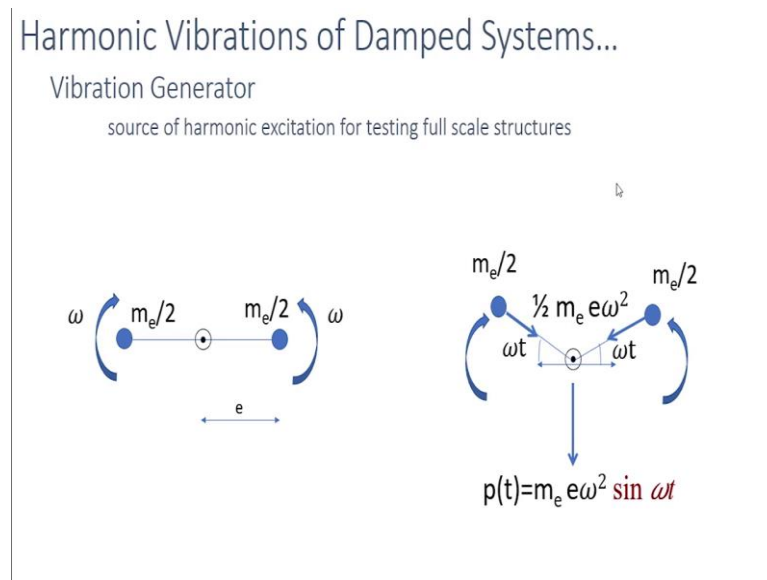 Harmonic Vibrations of Damped Systems...
Vibration Generator
source of harmonic excitation for testing full scale structures
ω
mₑ/2
mₑ/2
ω
e
mₑ/2
mₑ/2
½ mₑ eω²
ωt
ωt
p(t)=mₑ eω² sin ωt